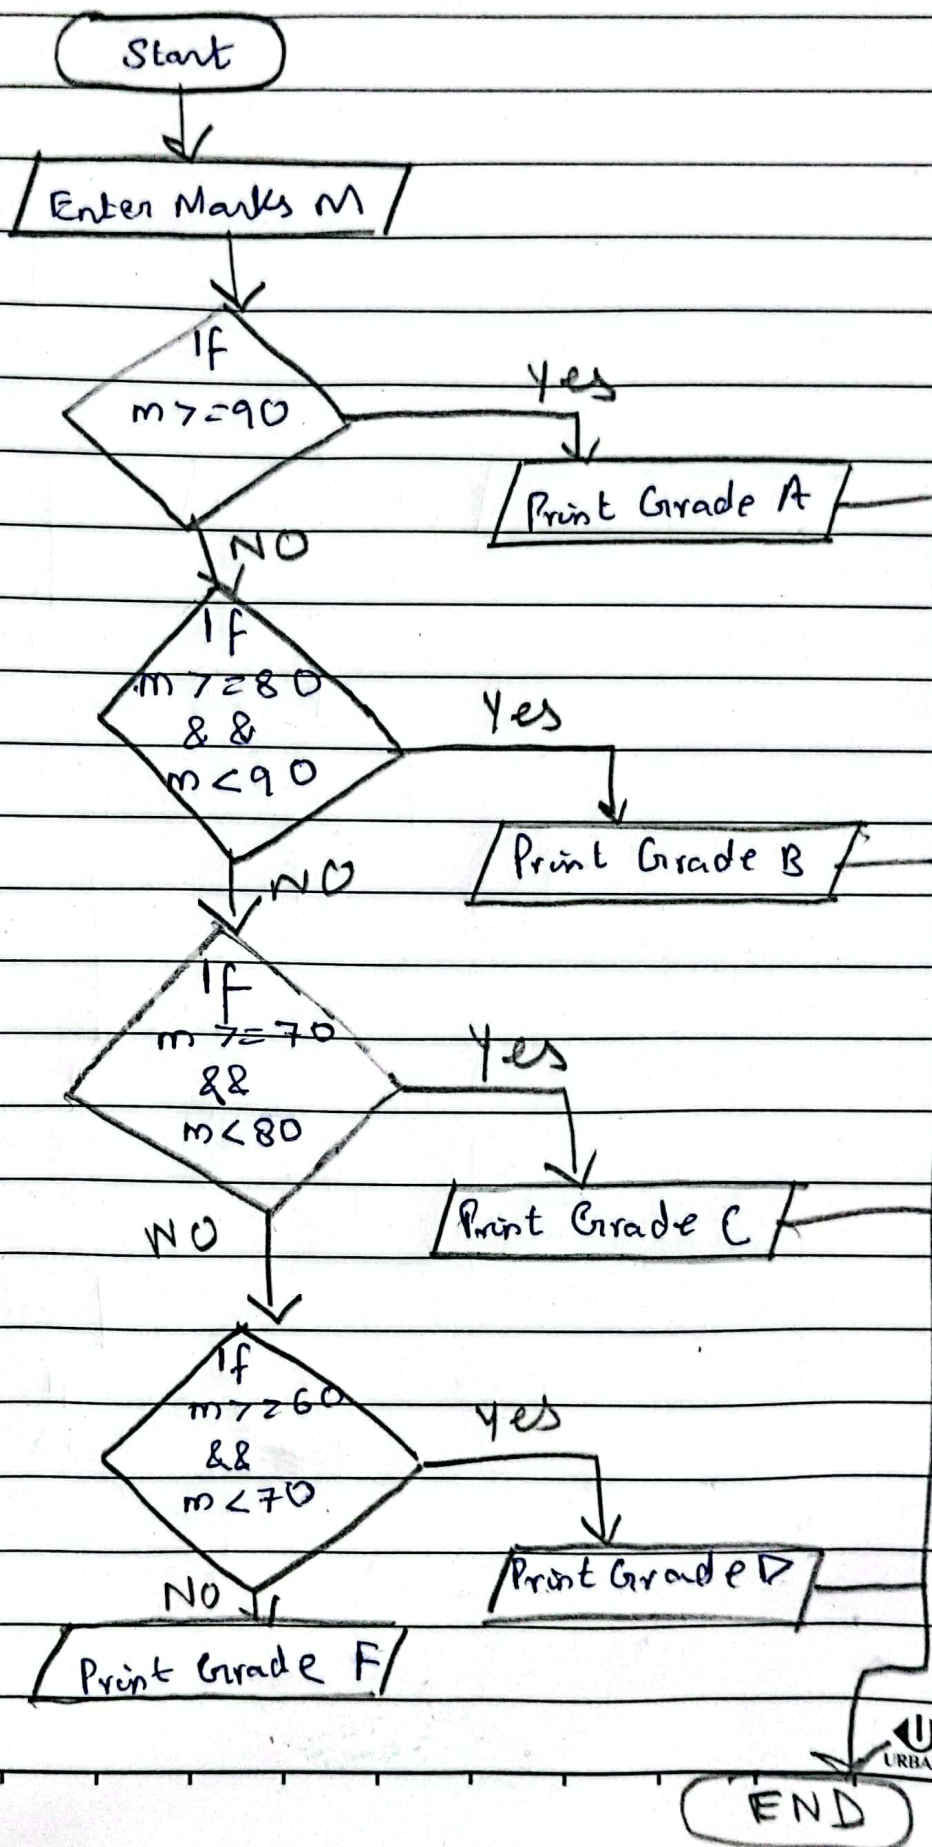 Start
Enter Marks M
If
m >= 90
Yes
Print Grade A
NO
If
m >= 80
& &
m < 90
Yes
Print Grade B
NO
If
m >= 70
&&
m < 80
Yes
Print Grade C
NO
If
m >= 60
&&
m < 70
Yes
Print Grade D
NO
Print Grade F
URBA
END